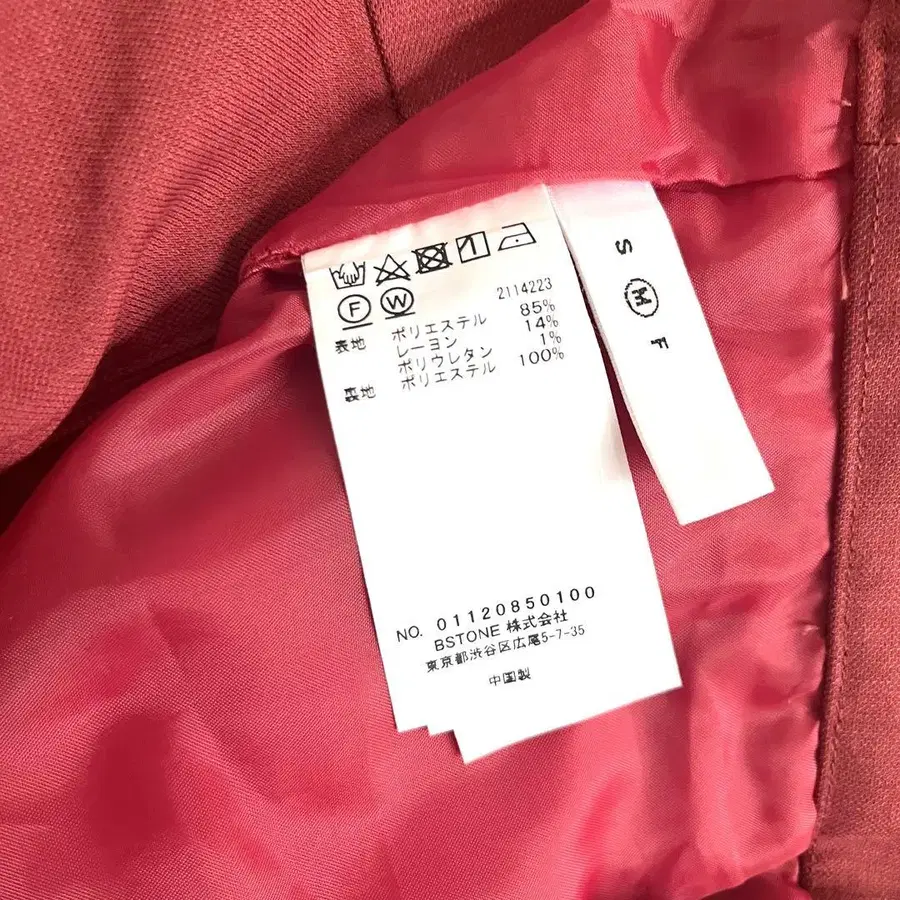 F W
2114223
表地 ポリエステル 85%
レーヨン 14%
ポリウレタン 1%
裏地 ポリエステル 100%
NO. 01120850100
BSTONE 株式会社
東京都渋谷区広尾5-7-35
中国製
S M F